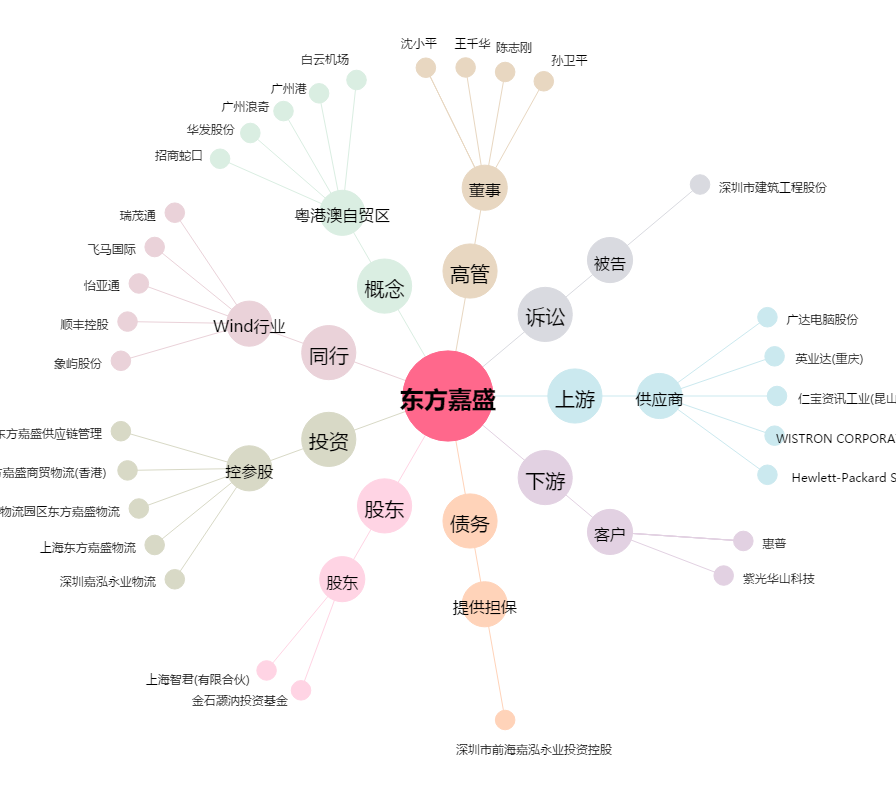 沈小平
王千华
陈志刚
孙卫平
白云机场
广州港
广州浪奇
华发股份
招商蛇口
董事
深圳市建筑工程股份
粤港澳自贸区
瑞茂通
飞马国际
被告
高管
概念
怡亚通
诉讼
广达电脑股份
顺丰控股
Wind行业
同行
象屿股份
英业达(重庆)
东方嘉盛
上游
供应商
仁宝资讯工业(昆山
东方嘉盛供应链管理
投资
WISTRON CORPORA
嘉盛商贸物流(香港)
控参股
下游
Hewlett-Packard S
物流园区东方嘉盛物流
股东
债务
客户
惠普
上海东方嘉盛物流
深圳嘉泓永业物流
股东
紫光华山科技
提供担保
上海智君(有限合伙)
金石灏汭投资基金
深圳市前海嘉泓永业投资控股